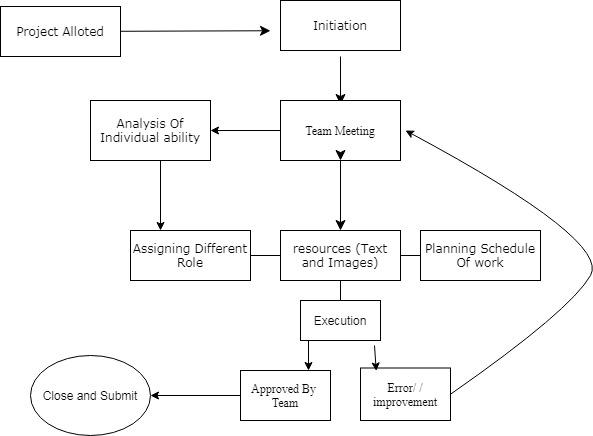 Project Alloted
Initiation
Analysis Of
Individual ability
Team Meeting
Assigning Different
Role
resources (Text
and Images)
Planning Schedule
Of work
Execution
Close and Submit
Approved By
Team
Error/ /
improvement